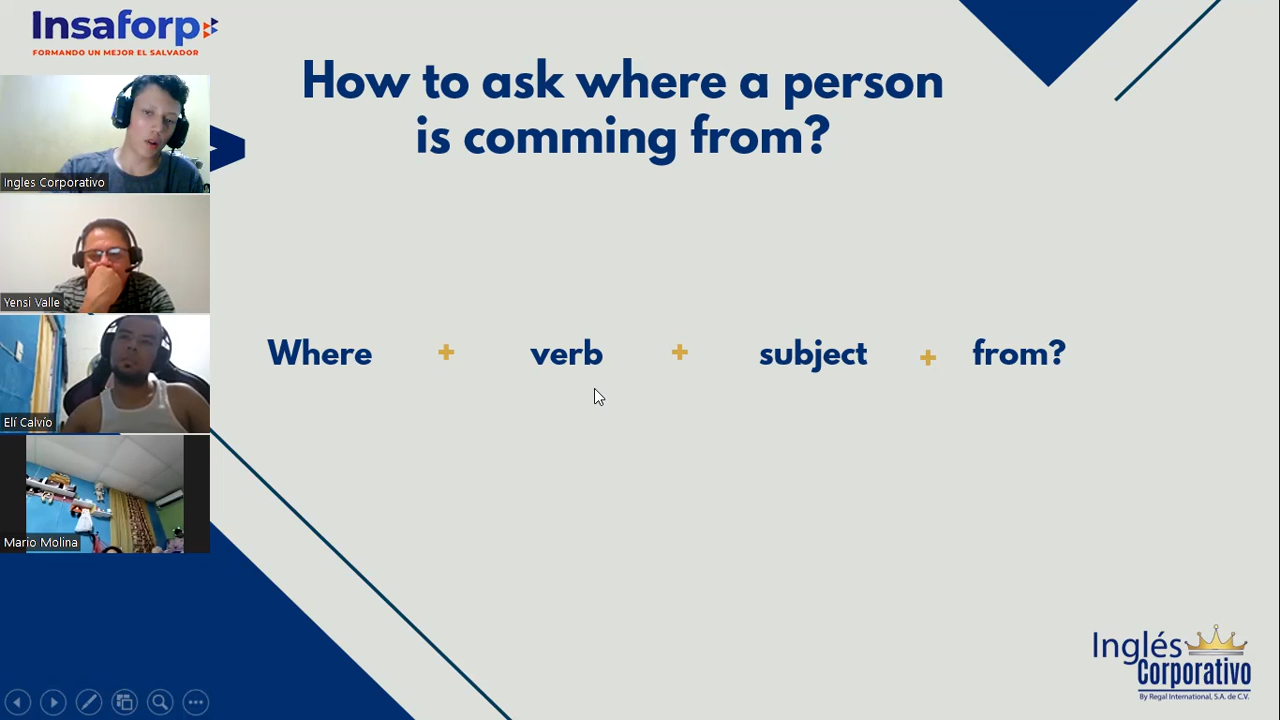 Insaforp
FORMANDO UN MEJOR EL SALVADOR
How to ask where a person
is comming from?
Ingles Corporativo
Yensi Valle
Elí Calvío
Mario Molina
Where + verb + subject + from?
Inglés
Corporativo
By Regal International, S.A. de C.V.